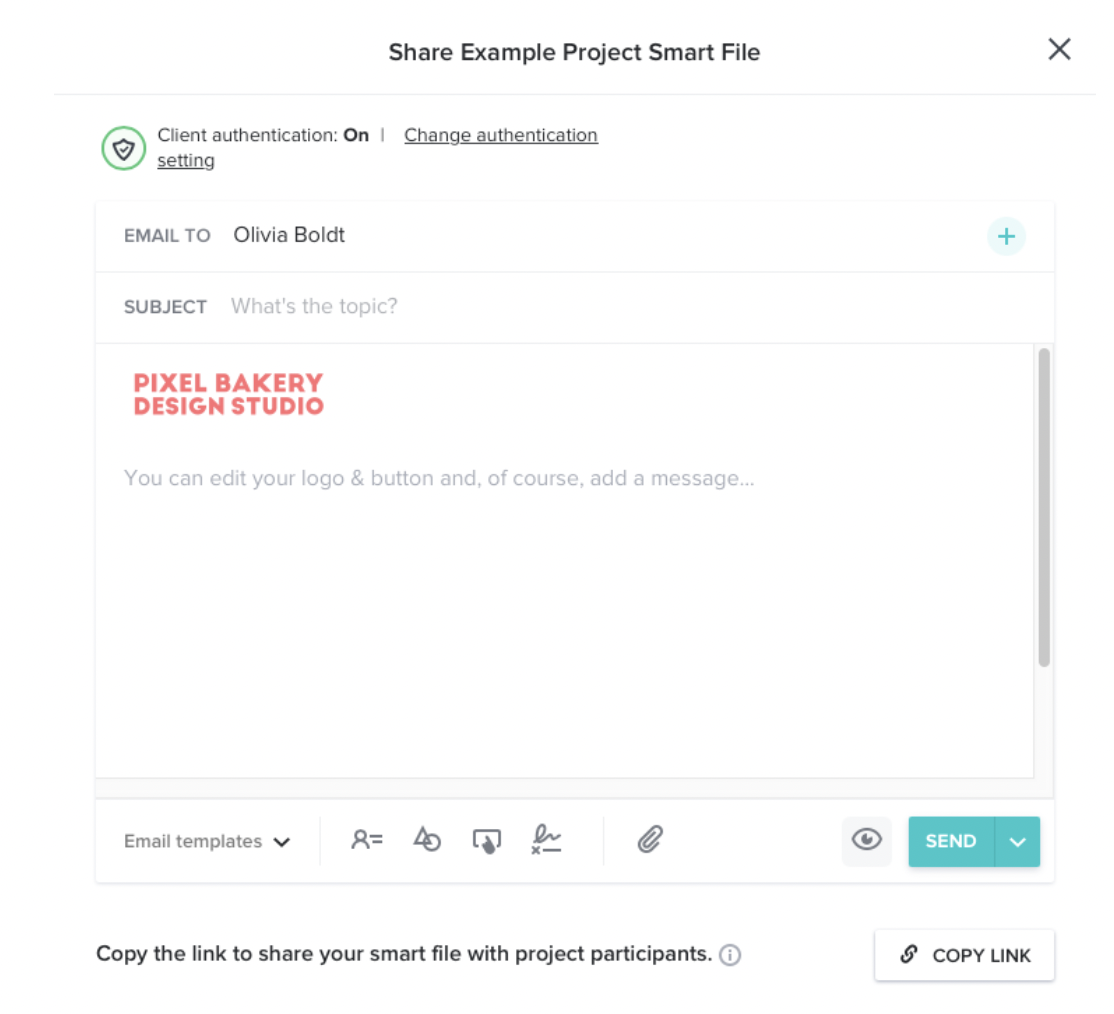 Share Example Project Smart File
Client authentication: On | Change authentication
setting
EMAIL TO Olivia Boldt
SUBJECT What's the topic?
PIXEL BAKERY
DESIGN STUDIO
You can edit your logo & button and, of course, add a message...
Email templates
SEND
Copy the link to share your smart file with project participants.
COPY LINK